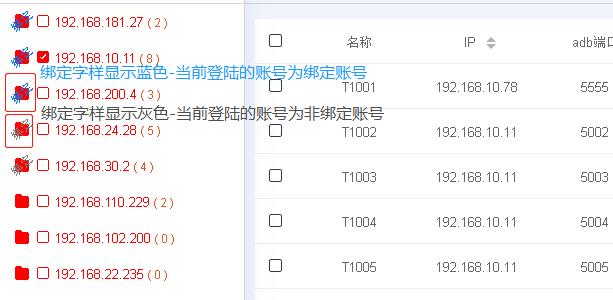 192.168.181.27 ( 2 )
192.168.10.11 ( 8 )
绑定字样显示蓝色-当前登陆的账号为绑定账号
192.168.200.4 ( 3 )
绑定字样显示灰色-当前登陆的账号为非绑定账号
192.168.24.28 ( 5 )
192.168.30.2 ( 4 )
192.168.110.229 ( 2 )
192.168.102.200 ( 0 )
192.168.22.235 ( 0 )
名称 IP adb端口
T1001 192.168.10.78 5555
T1002 192.168.10.11 5002
T1003 192.168.10.11 5003
T1004 192.168.10.11 5004
T1005 192.168.10.11 5005